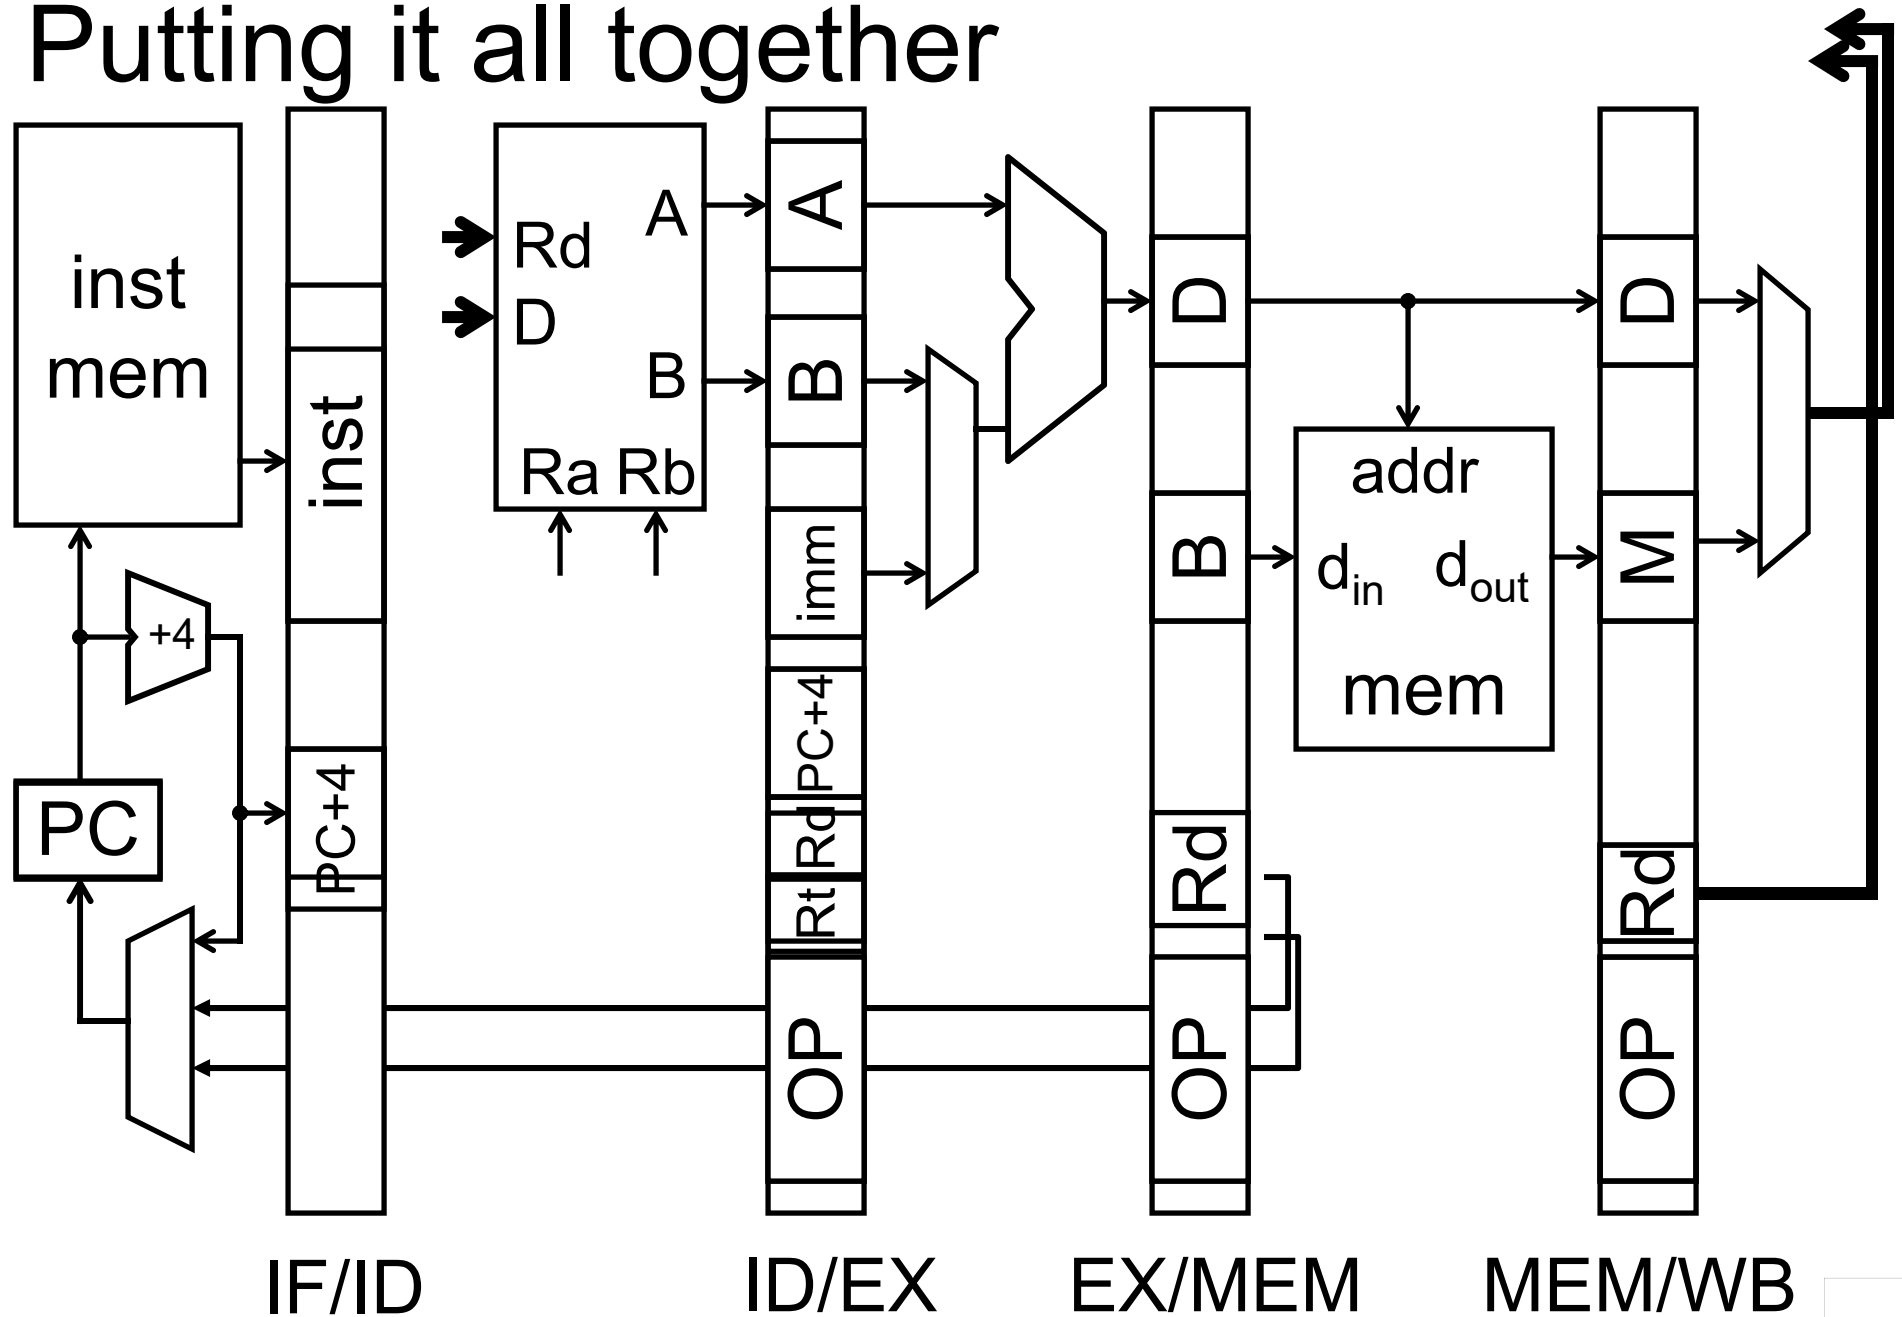 Putting it all together
inst
mem
+4
PC
inst
PC+4
Rd
D
A
B
Ra Rb
A
B
imm
PC+4
Rd
Rt
OP
D
B
Rd
OP
addr
din dout
mem
D
M
Rd
OP
IF/ID
ID/EX
EX/MEM
MEM/WB